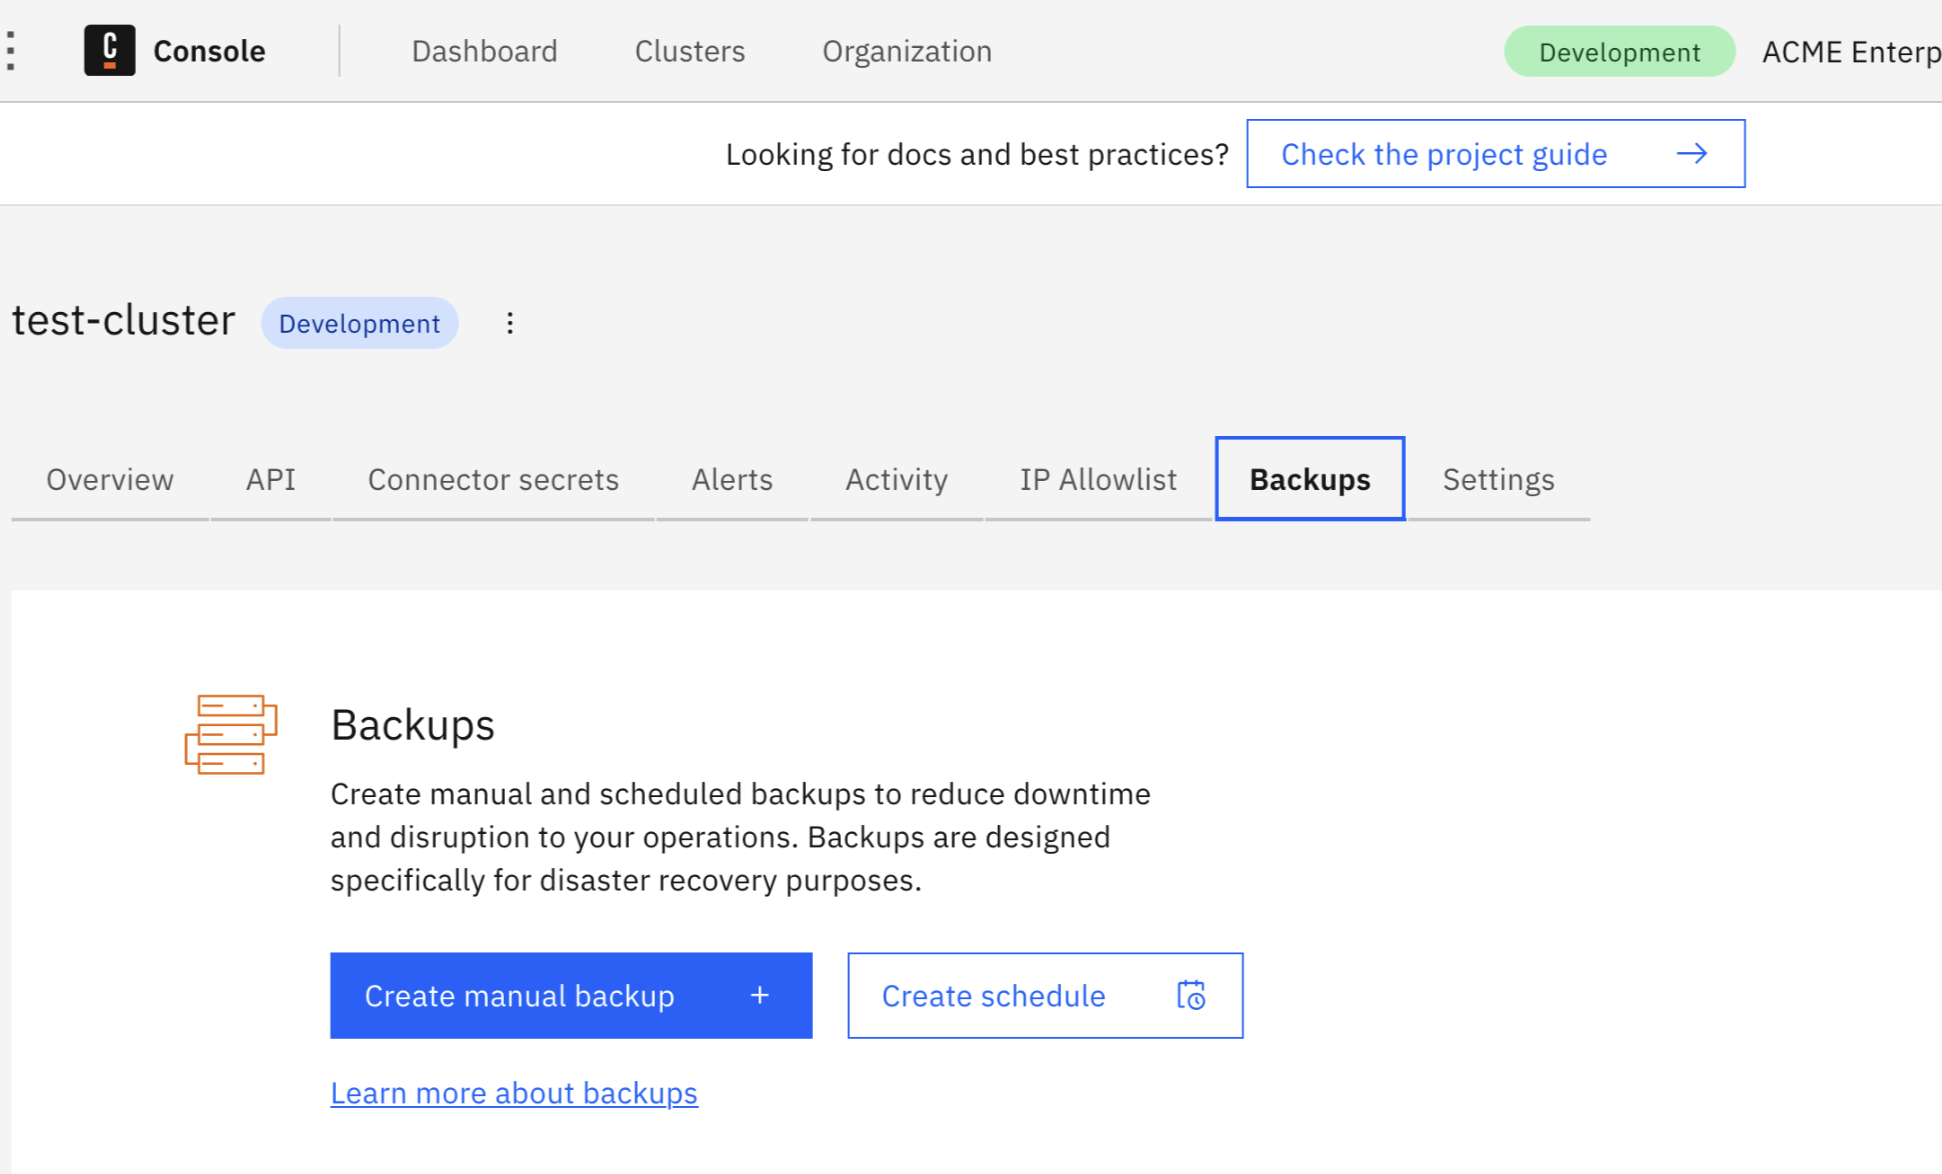 C Console Dashboard Clusters Organization Development ACME Enterp
Looking for docs and best practices? Check the project guide
test-cluster Development
Overview API Connector secrets Alerts Activity IP Allowlist Backups Settings
Backups
Create manual and scheduled backups to reduce downtime
and disruption to your operations. Backups are designed
specifically for disaster recovery purposes.
Create manual backup + Create schedule
Learn more about backups